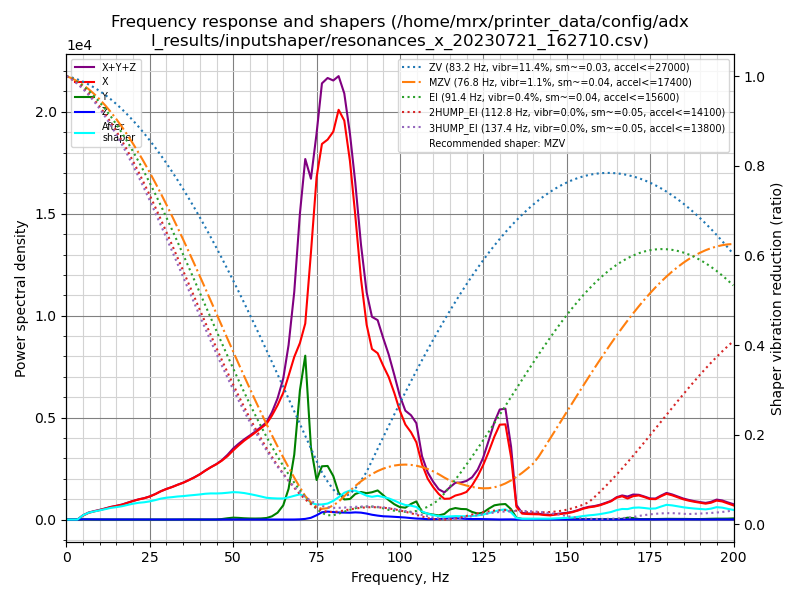 Frequency response and shapers (/home/mrx/printer_data/config/adx
l_results/inputshaper/resonances_x_20230721_162710.csv)
1e4
X+Y+Z
X
Y
Z
After
shaper
ZV (83.2 Hz, vibr=11.4%, sm~=0.03, accel<=27000)
MZV (76.8 Hz, vibr=1.1%, sm~=0.04, accel<=17400)
EI (91.4 Hz, vibr=0.4%, sm~=0.04, accel<=15600)
2HUMP_EI (112.8 Hz, vibr=0.0%, sm~=0.05, accel<=14100)
3HUMP_EI (137.4 Hz, vibr=0.0%, sm~=0.05, accel<=13800)
Recommended shaper: MZV
Power spectral density
2.0
1.5
1.0
0.5
0.0
1.0
0.8
0.6
0.4
0.2
0.0
Shaper vibration reduction (ratio)
0 25 50 75 100 125 150 175 200
Frequency, Hz